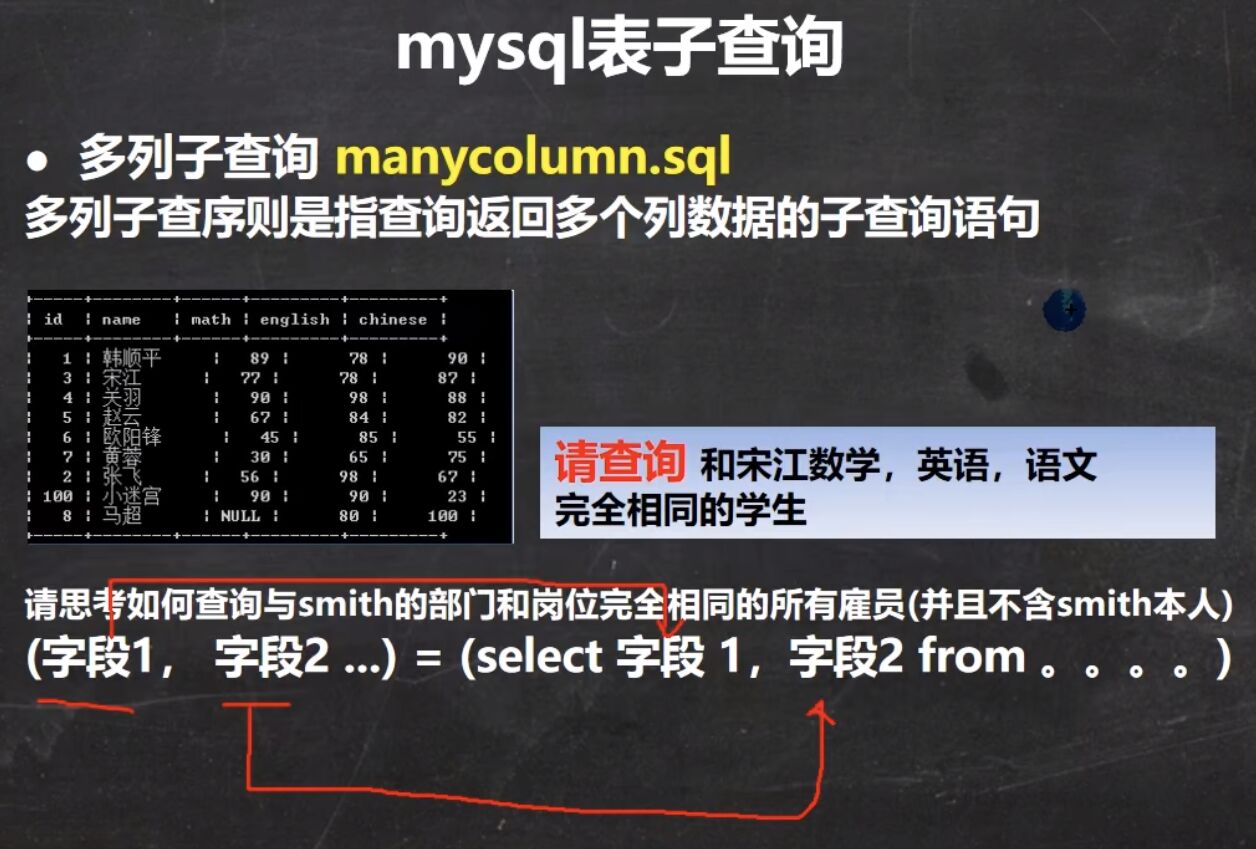 mysql表子查询
● 多列子查询 manycolumn.sql
多列子查序则是指查询返回多个列数据的子查询语句
id | name | math | english | chinese |
1 | 韩顺平 | 89 | 78 | 90 |
3 | 宋江 | 77 | 78 | 87 |
4 | 关羽 | 90 | 98 | 88 |
5 | 赵云 | 67 | 84 | 82 |
6 | 欧阳锋 | 45 | 85 | 55 |
7 | 黄蓉 | 30 | 65 | 75 |
2 | 张飞 | 56 | 98 | 67 |
100 | 小迷宫 | 90 | 90 | 23 |
8 | 马超 | NULL | 80 | 100 |
请查询 和宋江数学，英语，语文
完全相同的学生
请思考如何查询与smith的部门和岗位完全相同的所有雇员(并且不含smith本人)
(字段1， 字段2 ...) = (select 字段 1，字段2 from 。。。。)